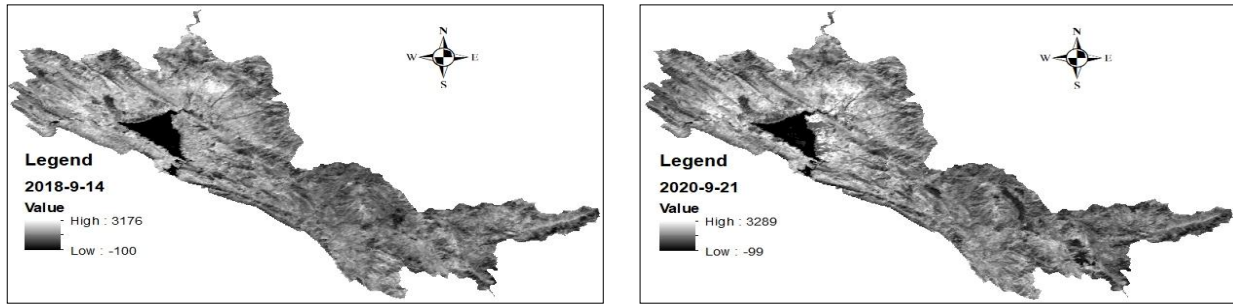 N
W E
S
Legend
2018-9-14
Value
High : 3176
Low : -100
N
W E
S
Legend
2020-9-21
Value
High : 3289
Low : -99